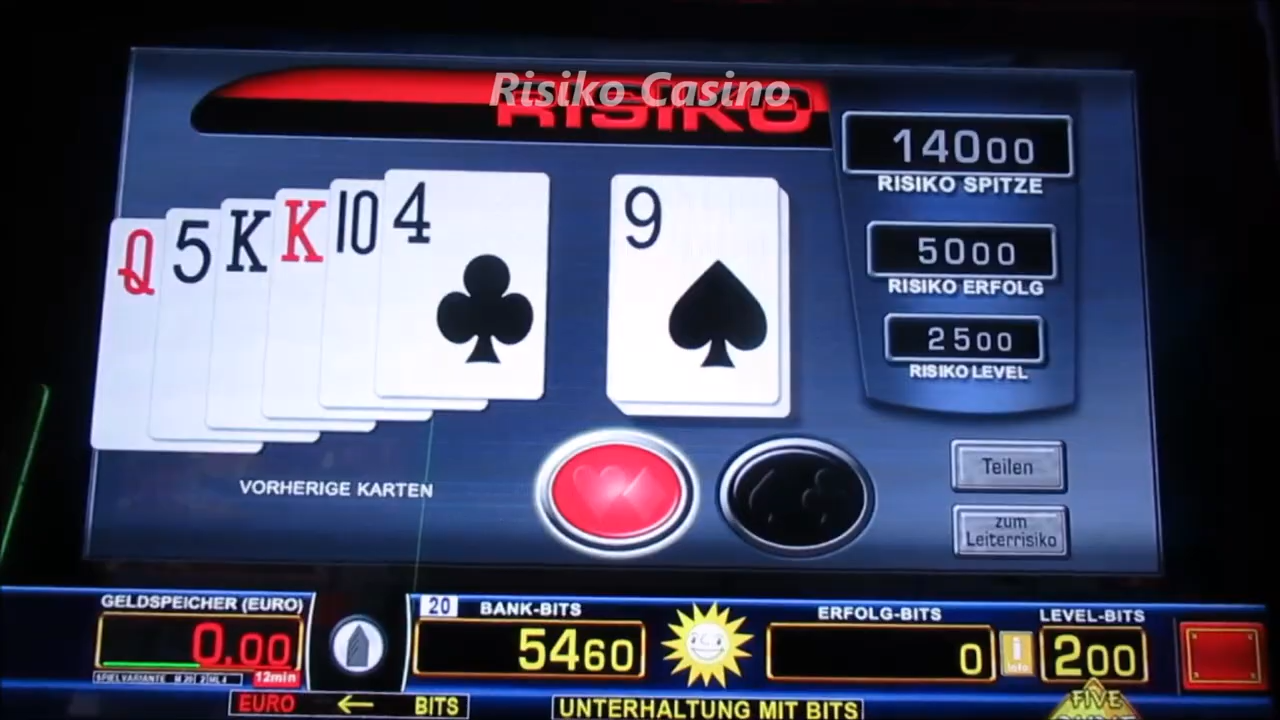 Risiko Casino
RISIKO
14000
RISIKO SPITZE
5000
RISIKO ERFOLG
2500
RISIKO LEVEL
Q
5
K
K
10
4
9
VORHERIGE KARTEN
Teilen
zum
Leiterrisiko
GELDSPEICHER (EURO)
0.00
12min
20
BANK-BITS
5460
ERFOLG-BITS
0
info
LEVEL-BITS
200
EURO
BITS
UNTERHALTUNG MIT BITS
FIVE